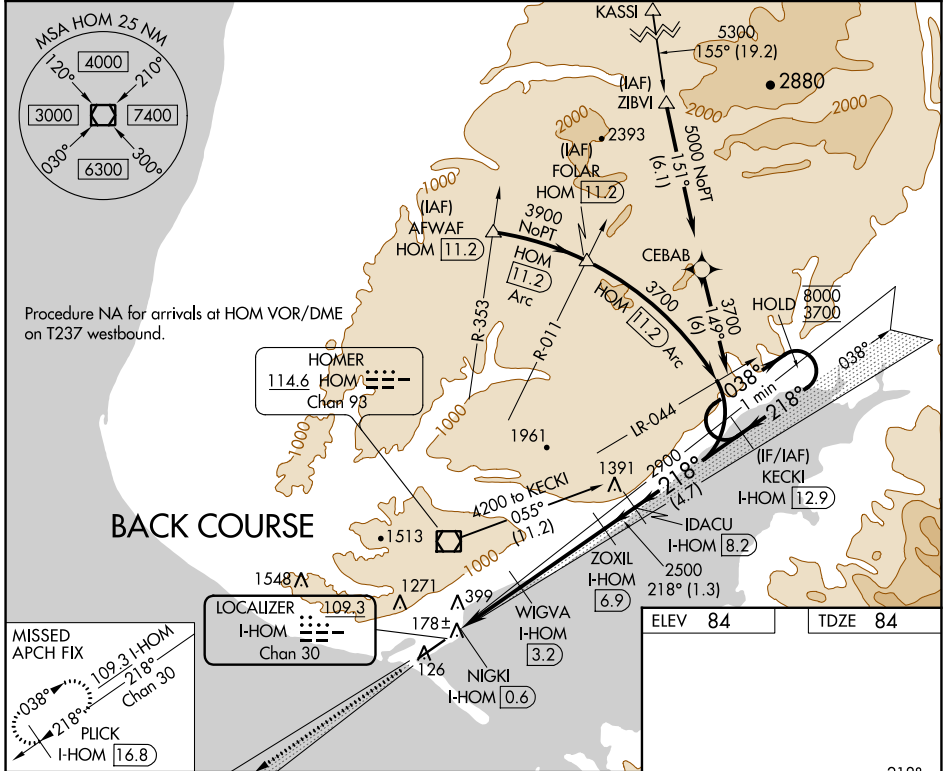 MSA HOM 25 NM
120°
4000
210°
3000
7400
030°
6300
300°
KASSI
5300
155° (19.2)
(IAF)
ZIBVI
2880
2000
2000
2000
2393
5000 NoPT
151°
(6.1)
(IAF)
FOLAR
HOM 11.2
1000
(IAF)
AFWAF
HOM 11.2
3900
NoPT
HOM
11.2
Arc
CEBAB
3700
HOM 11.2 Arc
3700
149°
(6)
HOLD
8000
3700
Procedure NA for arrivals at HOM VOR/DME
on T237 westbound.
R-353
R-011
HOMER
114.6 HOM
Chan 93
1000
1000
LR-044
038°
1 min
218°
038°
1961
1391
2900
218°
(4.7)
(IF/IAF)
KECKI
I-HOM 12.9
4200 to KECKI
055°
(11.2)
BACK COURSE
1513
1000
IDACU
I-HOM 8.2
ZOXIL
I-HOM
6.9
2500
218° (1.3)
1548
1271
399
WIGVA
I-HOM
3.2
LOCALIZER 109.3
I-HOM
Chan 30
178±
126
NIGKI
I-HOM 0.6
ELEV 84
TDZE 84
MISSED
APCH FIX
109.3 I-HOM
218°
Chan 30
038°
218°
PLICK
I-HOM 16.8